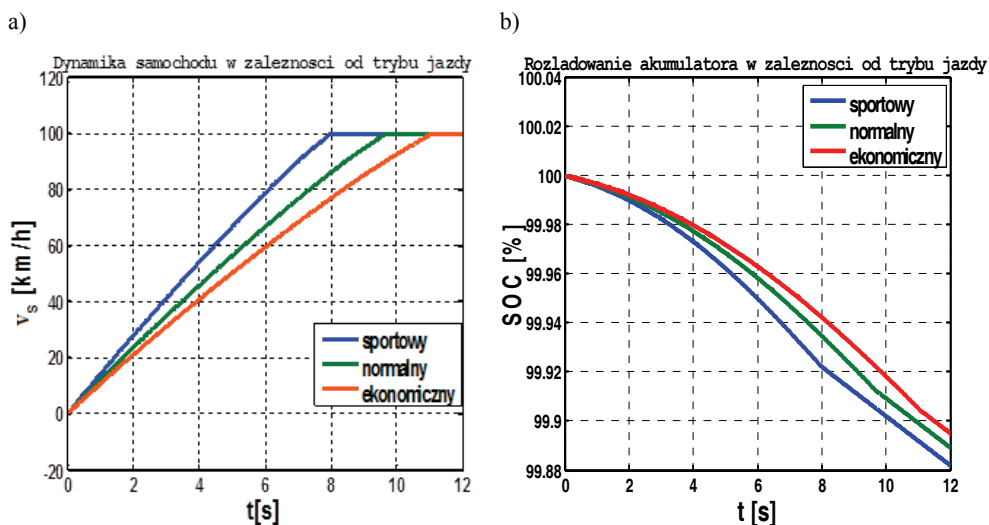 a)
Dynamika samochodu w zaleznosci od trybu jazdy
120
100
80
60
40
20
0
-20
v_s [km/h]
0 2 4 6 8 10 12
t[s]
sportowy
normalny
ekonomiczny
b)
Rozladowanie akumulatora w zaleznosci od trybu jazdy
100.04
100.02
100
99.98
99.96
99.94
99.92
99.9
99.88
SOC [%]
0 2 4 6 8 10 12
t [s]
sportowy
normalny
ekonomiczny